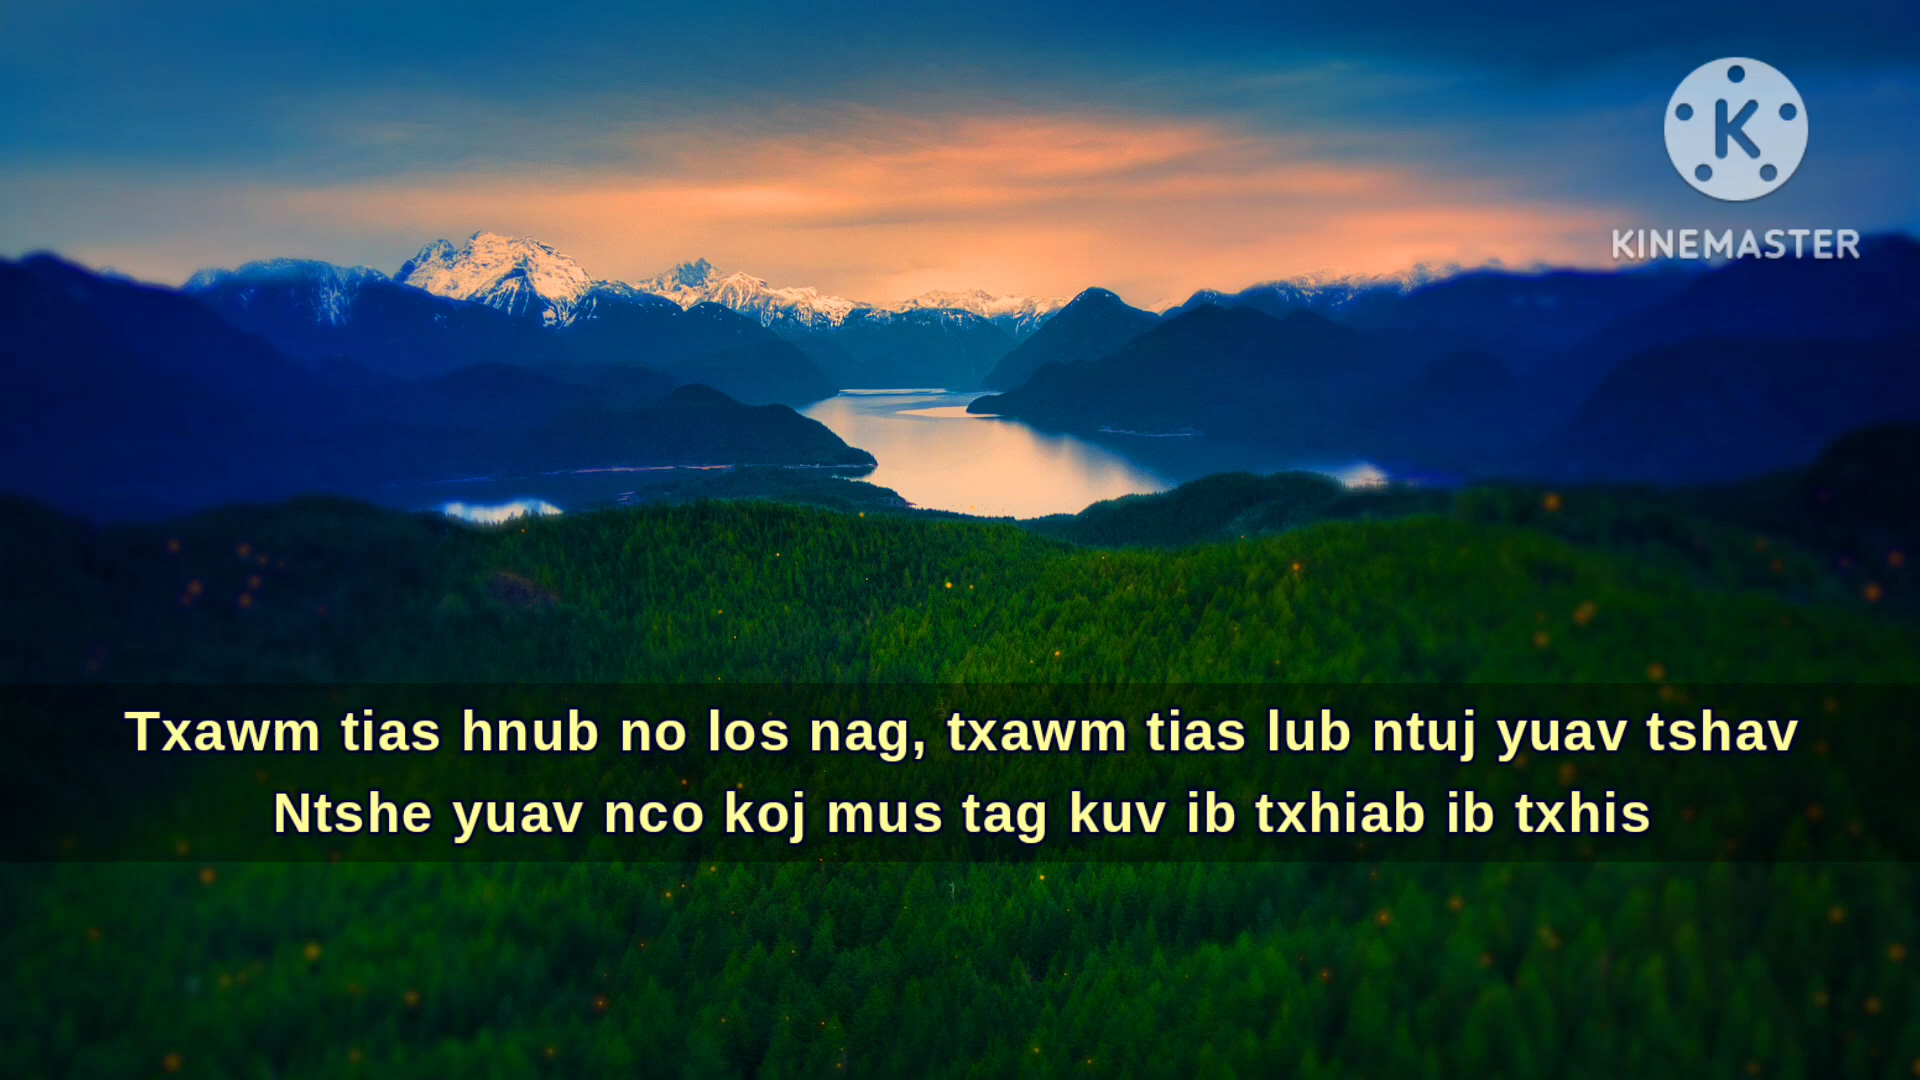 K
KINEMASTER
Txawm tias hnub no los nag, txawm tias lub ntuj yuav tshav
Ntshe yuav nco koj mus tag kuv ib txhiab ib txhis